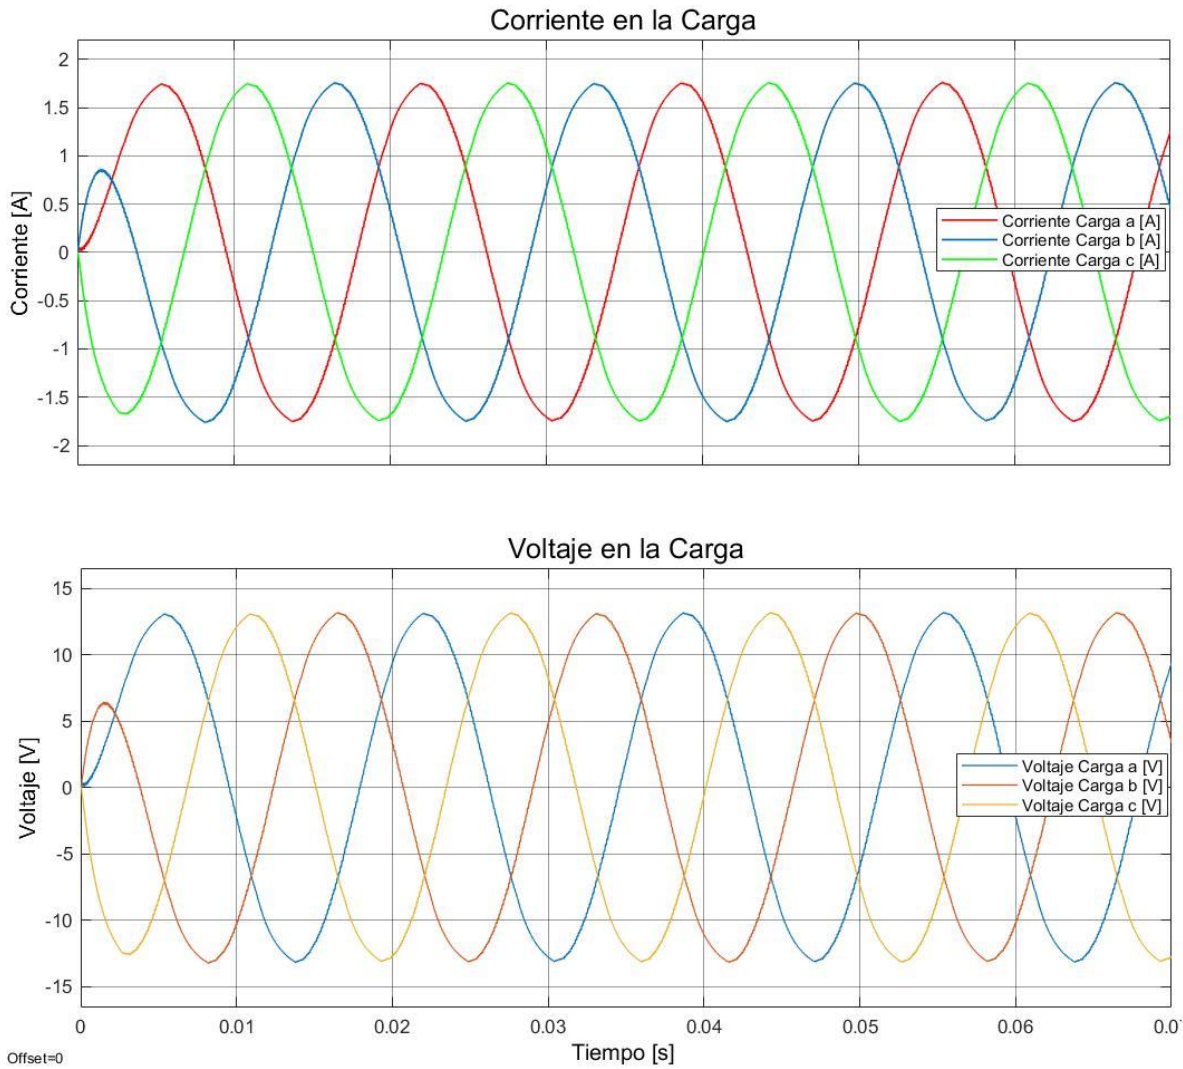 Corriente en la Carga
2
1.5
1
0.5
0
-0.5
-1
-1.5
-2
Corriente [A]
Corriente Carga a [A]
Corriente Carga b [A]
Corriente Carga c [A]
Voltaje en la Carga
15
10
5
0
-5
-10
-15
Voltaje [V]
Voltaje Carga a [V]
Voltaje Carga b [V]
Voltaje Carga c [V]
0 0.01 0.02 0.03 0.04 0.05 0.06 0.0
Tiempo [s]
Offset=0